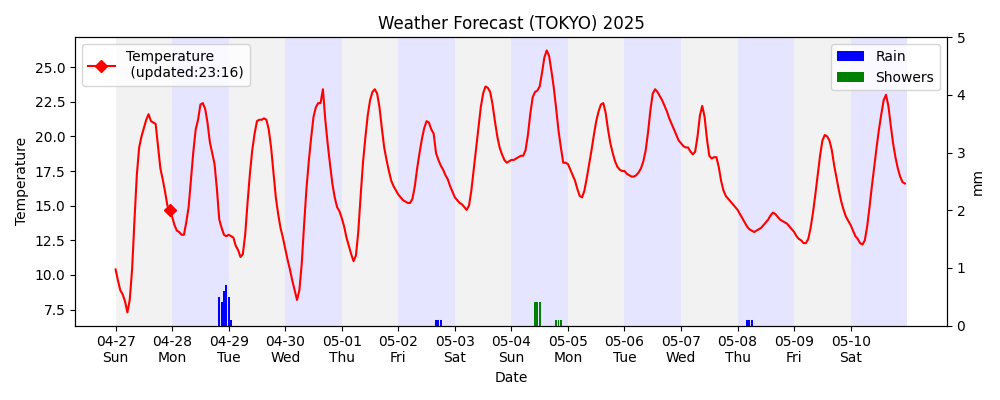 Weather Forecast (TOKYO) 2025
Temperature
(updated:23:16)
Rain
Showers
Temperature
25.0
22.5
20.0
17.5
15.0
12.5
10.0
7.5
5
4
3
2
1
0
mm
04-27 04-28 04-29 04-30 05-01 05-02 05-03 05-04 05-05 05-06 05-07 05-08 05-09 05-10
Sun Mon Tue Wed Thu Fri Sat Sun Mon Tue Wed Thu Fri Sat
Date